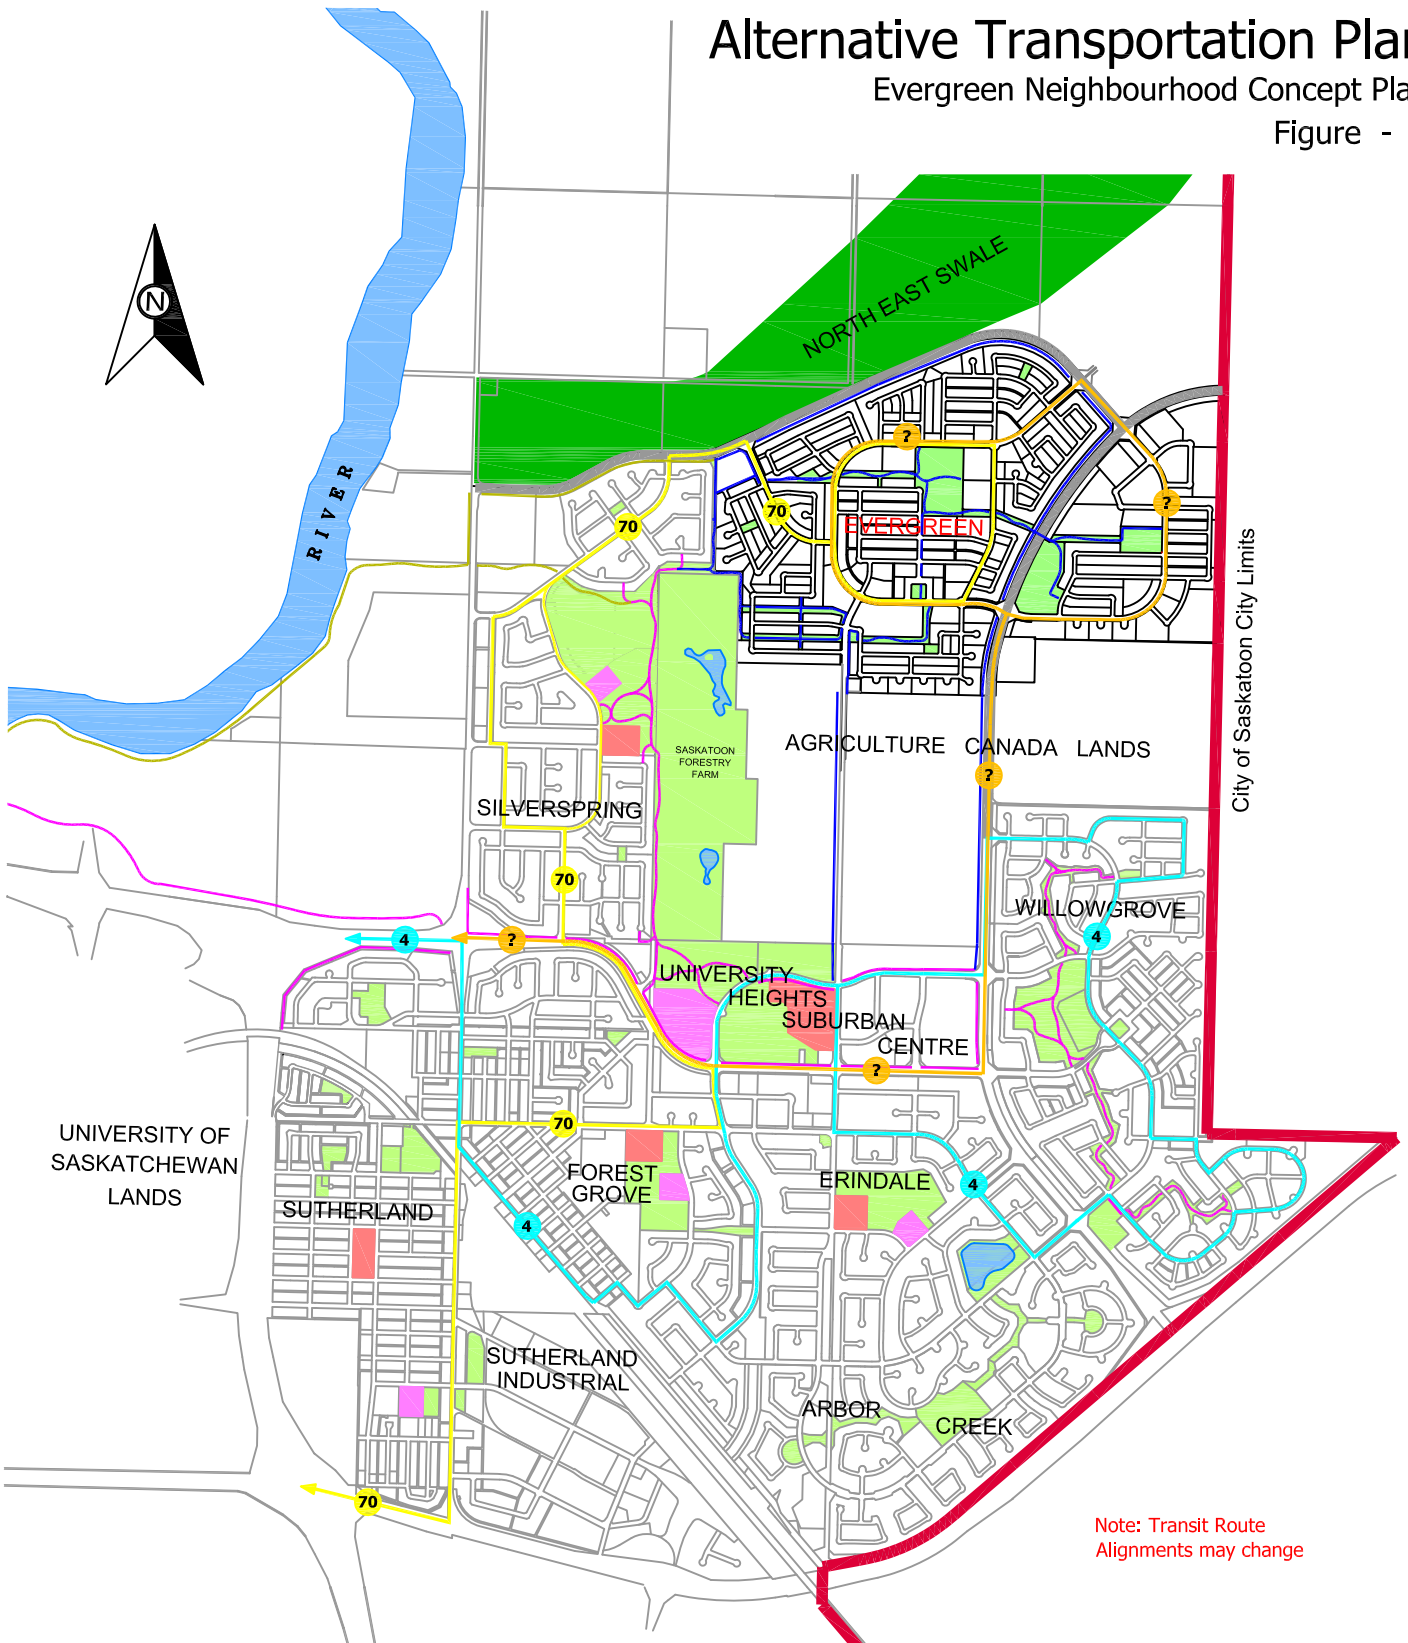 Alternative Transportation Plan
Evergreen Neighbourhood Concept Pla
Figure -
N
NORTH EAST SWALE
RIVER
?
70
70
EVERGREEN
?
City of Saskatoon City Limits
SASKATOON
FORESTRY
FARM
AGRICULTURE CANADA LANDS
?
SILVERSPRING
70
WILLOWGROVE
4
?
4
UNIVERSITY
HEIGHTS
SUBURBAN
CENTRE
?
70
UNIVERSITY OF
SASKATCHEWAN
LANDS
FOREST
GROVE
ERINDALE
4
SUTHERLAND
4
SUTHERLAND
INDUSTRIAL
ARBOR
CREEK
70
Note: Transit Route
Alignments may change